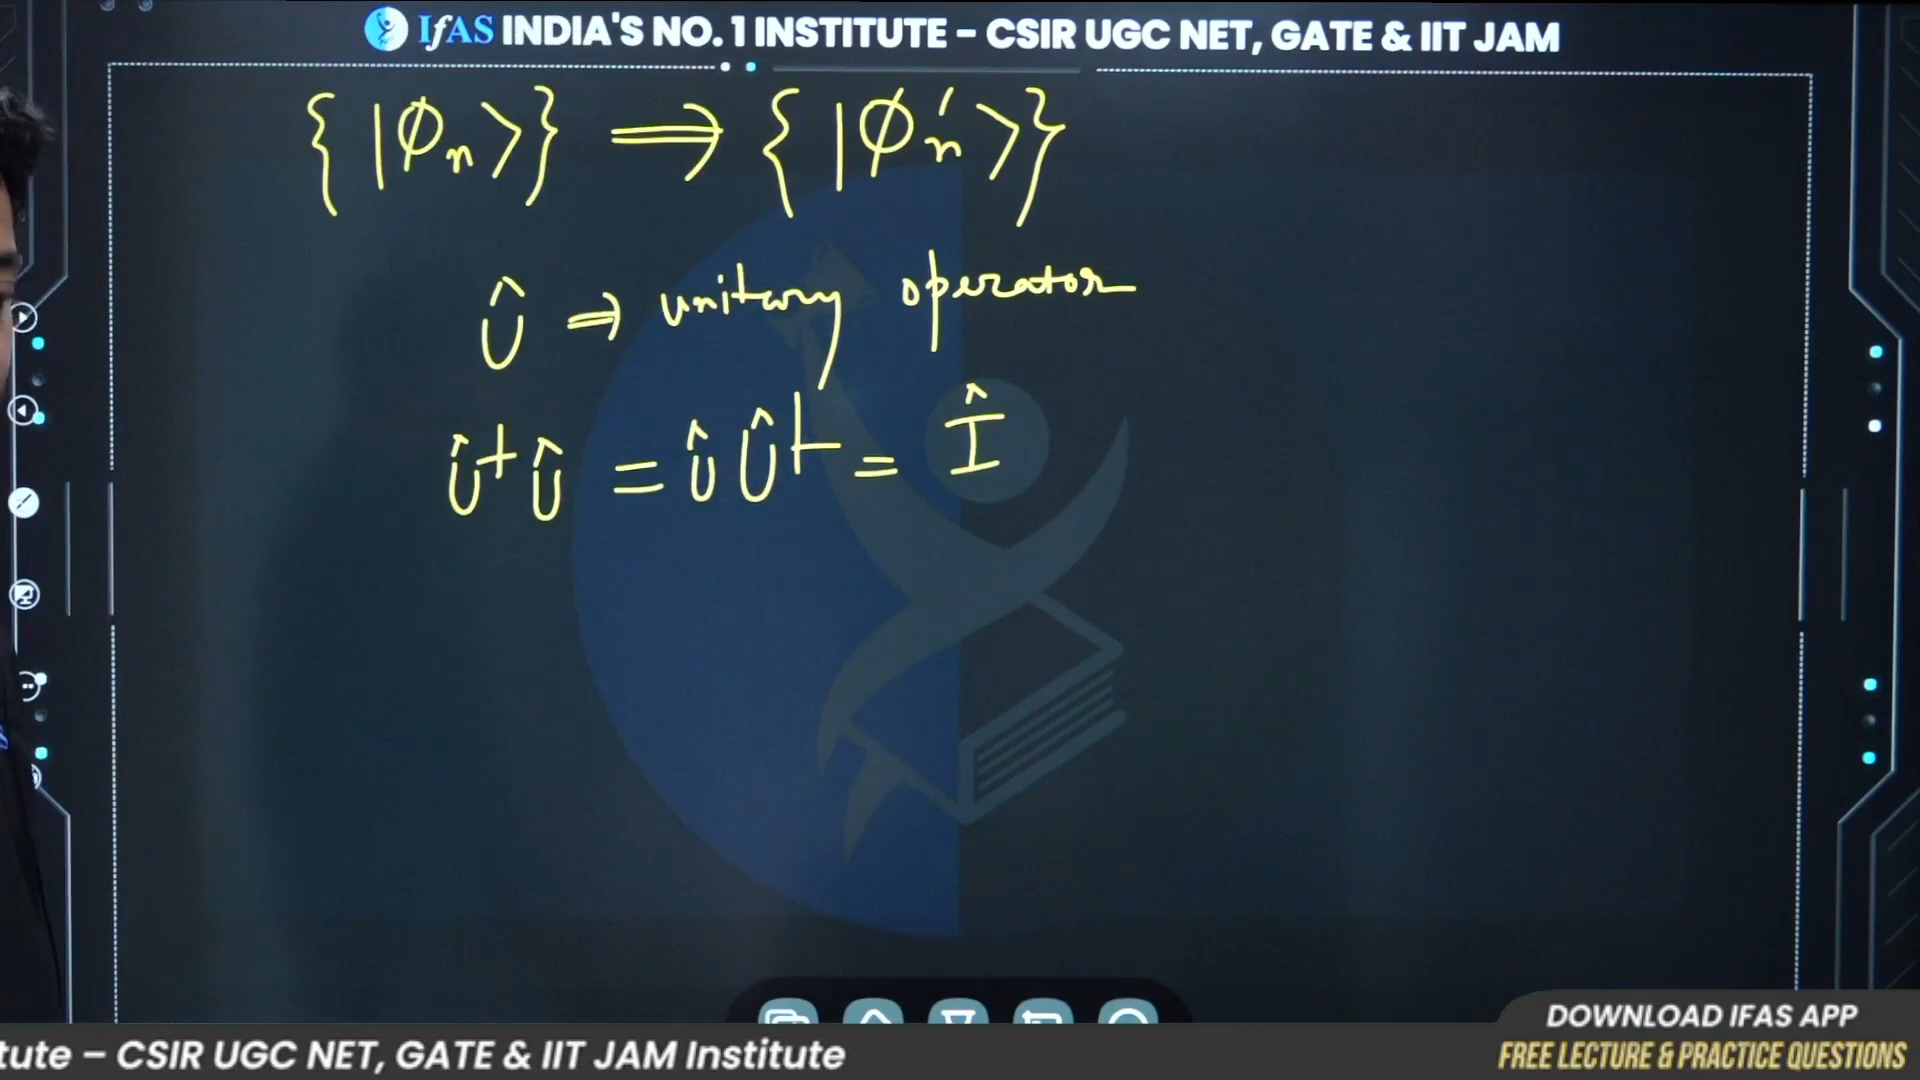 IfAS INDIA'S NO. 1 INSTITUTE – CSIR UGC NET, GATE & IIT JAM
{|ϕₙ⟩} ⟹ {|ϕ′ₙ⟩}
Û ⇒ unitary operator
Û†Û = ÛÛ† = Î
DOWNLOAD IFAS APP
tute – CSIR UGC NET, GATE & IIT JAM Institute
FREE LECTURE & PRACTICE QUESTIONS